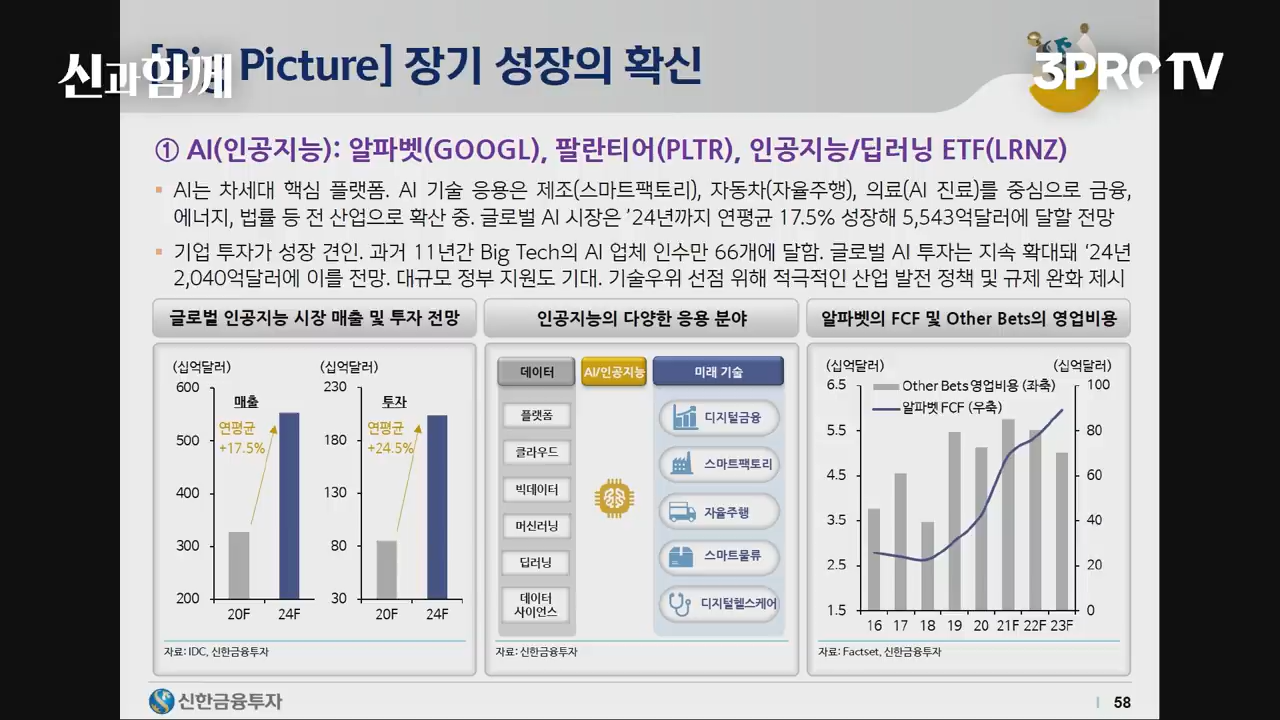 신과함께
[Big Picture] 장기 성장의 확신
3PROTV
① AI(인공지능): 알파벳(GOOGL), 팔란티어(PLTR), 인공지능/딥러닝 ETF(LRNZ)
▪ AI는 차세대 핵심 플랫폼. AI 기술 응용은 제조(스마트팩토리), 자동차(자율주행), 의료(AI 진료)를 중심으로 금융,
에너지, 법률 등 전 산업으로 확산 중. 글로벌 AI 시장은 '24년까지 연평균 17.5% 성장해 5,543억달러에 달할 전망
▪ 기업 투자가 성장 견인. 과거 11년간 Big Tech의 AI 업체 인수만 66개에 달함. 글로벌 AI 투자는 지속 확대돼 '24년
2,040억달러에 이를 전망. 대규모 정부 지원도 기대. 기술우위 선점 위해 적극적인 산업 발전 정책 및 규제 완화 제시
글로벌 인공지능 시장 매출 및 투자 전망
(십억달러)
600
500
400
300
200
매출
연평균
+17.5%
20F 24F
(십억달러)
230
180
130
80
30
투자
연평균
+24.5%
20F 24F
자료: IDC, 신한금융투자
인공지능의 다양한 응용 분야
데이터 AI/인공지능 미래 기술
플랫폼
클라우드
빅데이터
머신러닝
딥러닝
데이터
사이언스
디지털금융
스마트팩토리
자율주행
스마트물류
디지털헬스케어
자료: 신한금융투자
알파벳의 FCF 및 Other Bets의 영업비용
(십억달러) (십억달러)
Other Bets 영업비용 (좌축)
알파벳 FCF (우축)
6.5
5.5
4.5
3.5
2.5
1.5
100
80
60
40
20
0
16 17 18 19 20 21F 22F 23F
자료: Factset, 신한금융투자
신한금융투자
58